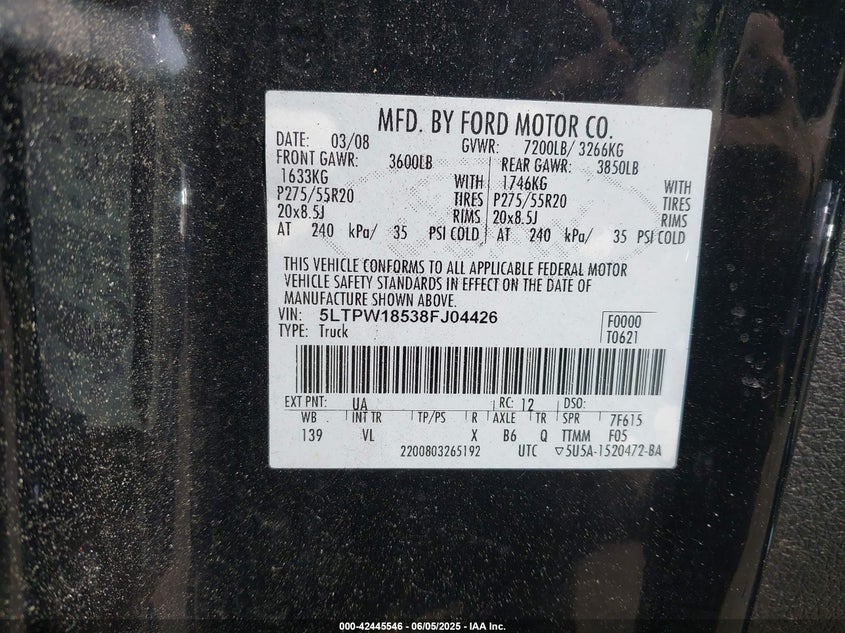 MFD. BY FORD MOTOR CO.
DATE: 03/08 GVWR: 7200LB/ 3266KG
FRONT GAWR: 3600LB REAR GAWR: 3850LB
1633KG WITH 1746KG WITH
P275/55R20 TIRES P275/55R20 TIRES
20x8.5J RIMS 20x8.5J RIMS
AT 240 kPa/ 35 PSI COLD AT 240 kPa/ 35 PSI COLD
THIS VEHICLE CONFORMS TO ALL APPLICABLE FEDERAL MOTOR
VEHICLE SAFETY STANDARDS IN EFFECT ON THE DATE OF
MANUFACTURE SHOWN ABOVE.
VIN: 5LTPW18538FJ04426 F0000
TYPE: Truck T0621
EXT PNT: UA RC: 12 DSO:
WB INT TR TP/PS R AXLE TR SPR 7F615
139 VL X B6 Q TTMM F05
2200803265192 UTC ▽5U5A-1520472-BA
000-42445546 - 06/05/2025 - IAA Inc.